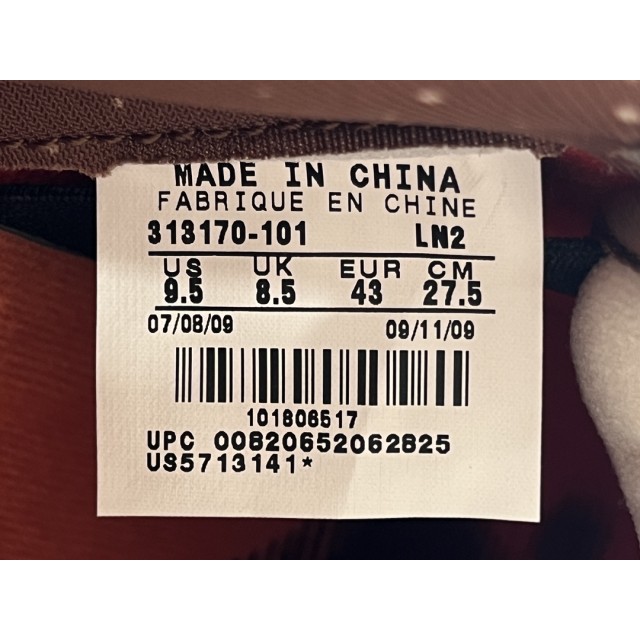 MADE IN CHINA
FABRIQUE EN CHINE
313170-101 LN2
US UK EUR CM
9.5 8.5 43 27.5
07/08/09 09/11/09
101806517
UPC 00820652062825
US5713141*